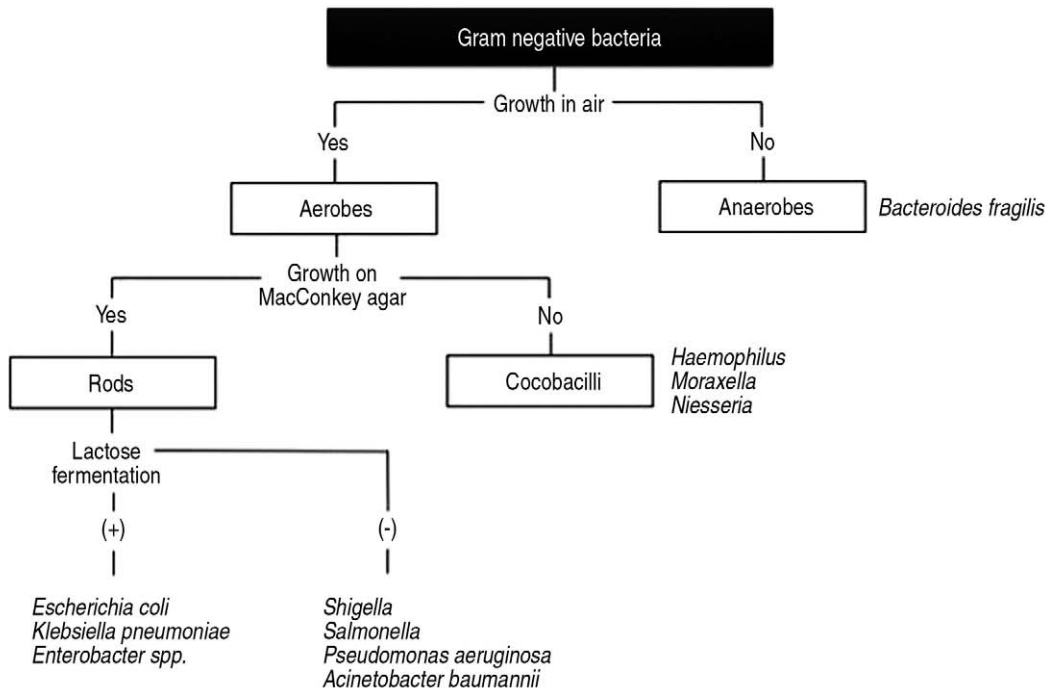 Gram negative bacteria
Growth in air
Yes
No
Aerobes
Anaerobes
Bacteroides fragilis
Growth on
MacConkey agar
Yes
No
Rods
Cocobacilli
Haemophilus
Moraxella
Niesseria
Lactose
fermentation
(+)
(-)
Escherichia coli
Klebsiella pneumoniae
Enterobacter spp.
Shigella
Salmonella
Pseudomonas aeruginosa
Acinetobacter baumannii